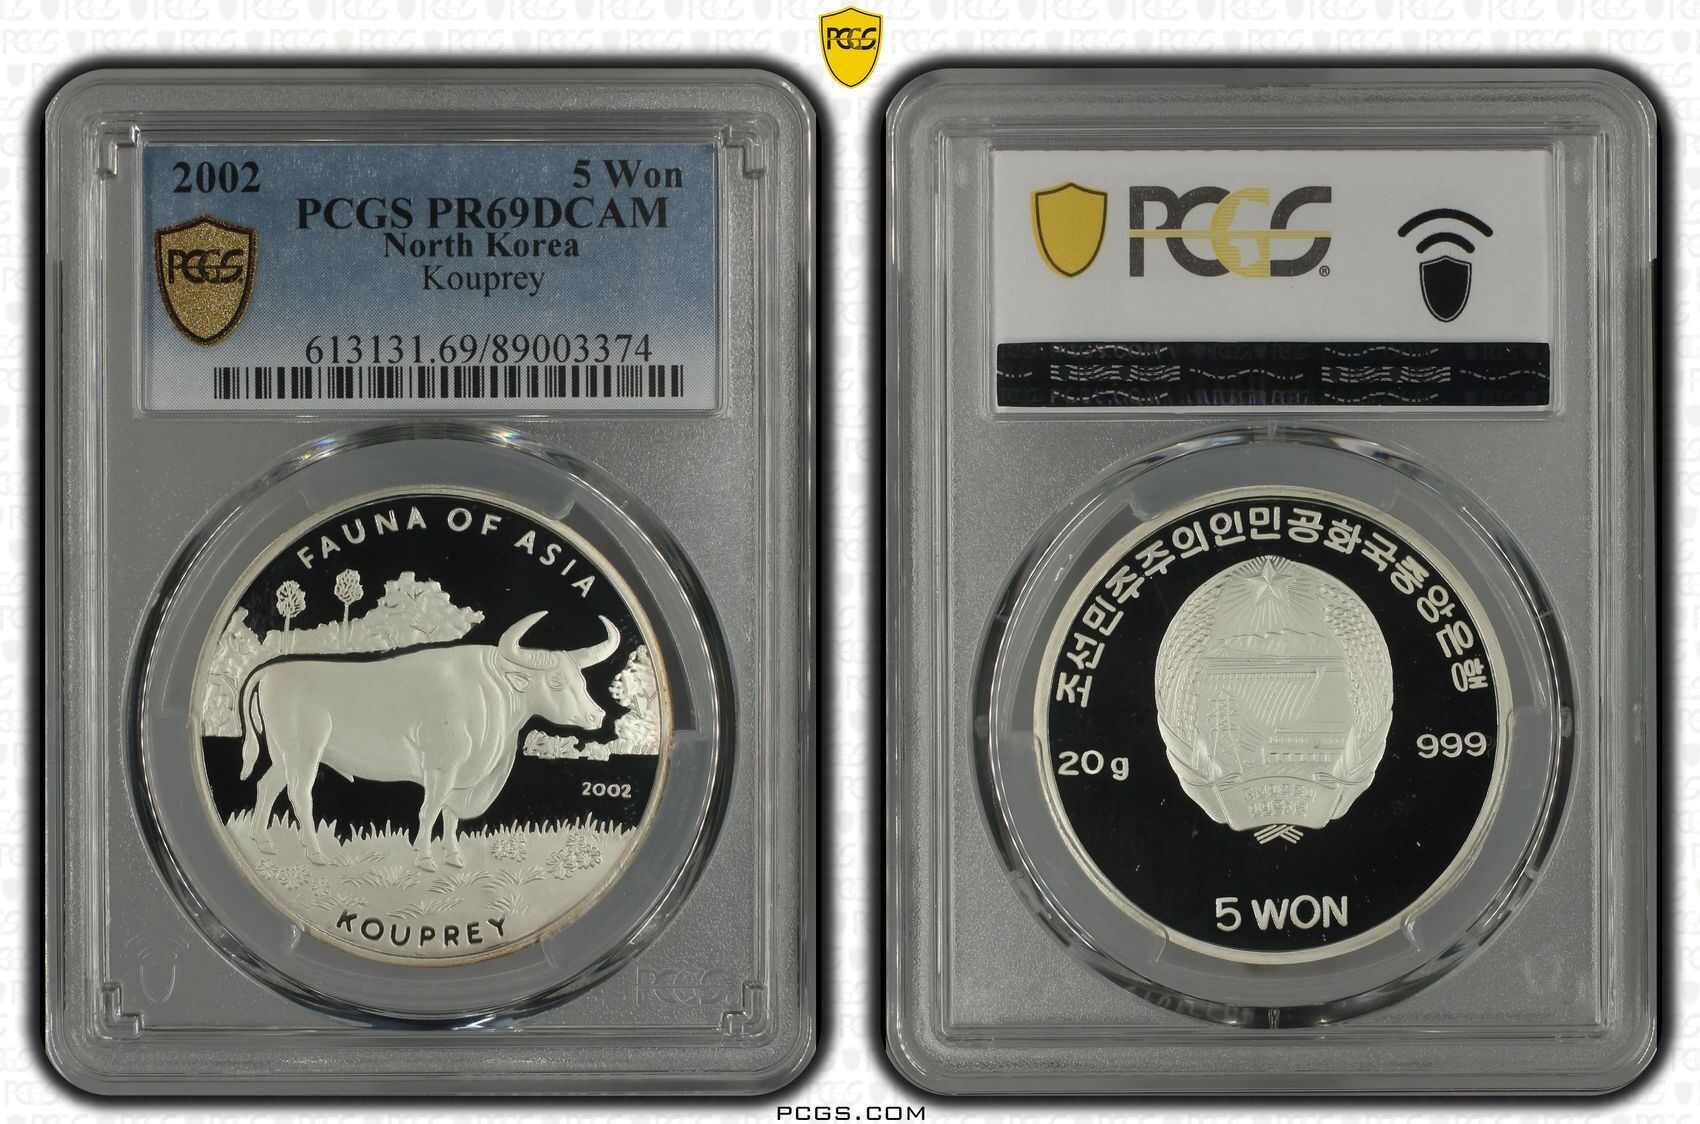 PCGS
2002 5 Won
PCGS PR69DCAM
North Korea
Kouprey
PCGS
613131.69/89003374
FAUNA OF ASIA
2002
KOUPREY
PCGS
PCGS
조선민주주의인민공화국중앙은행
20g 999
5 WON
PCGS.COM